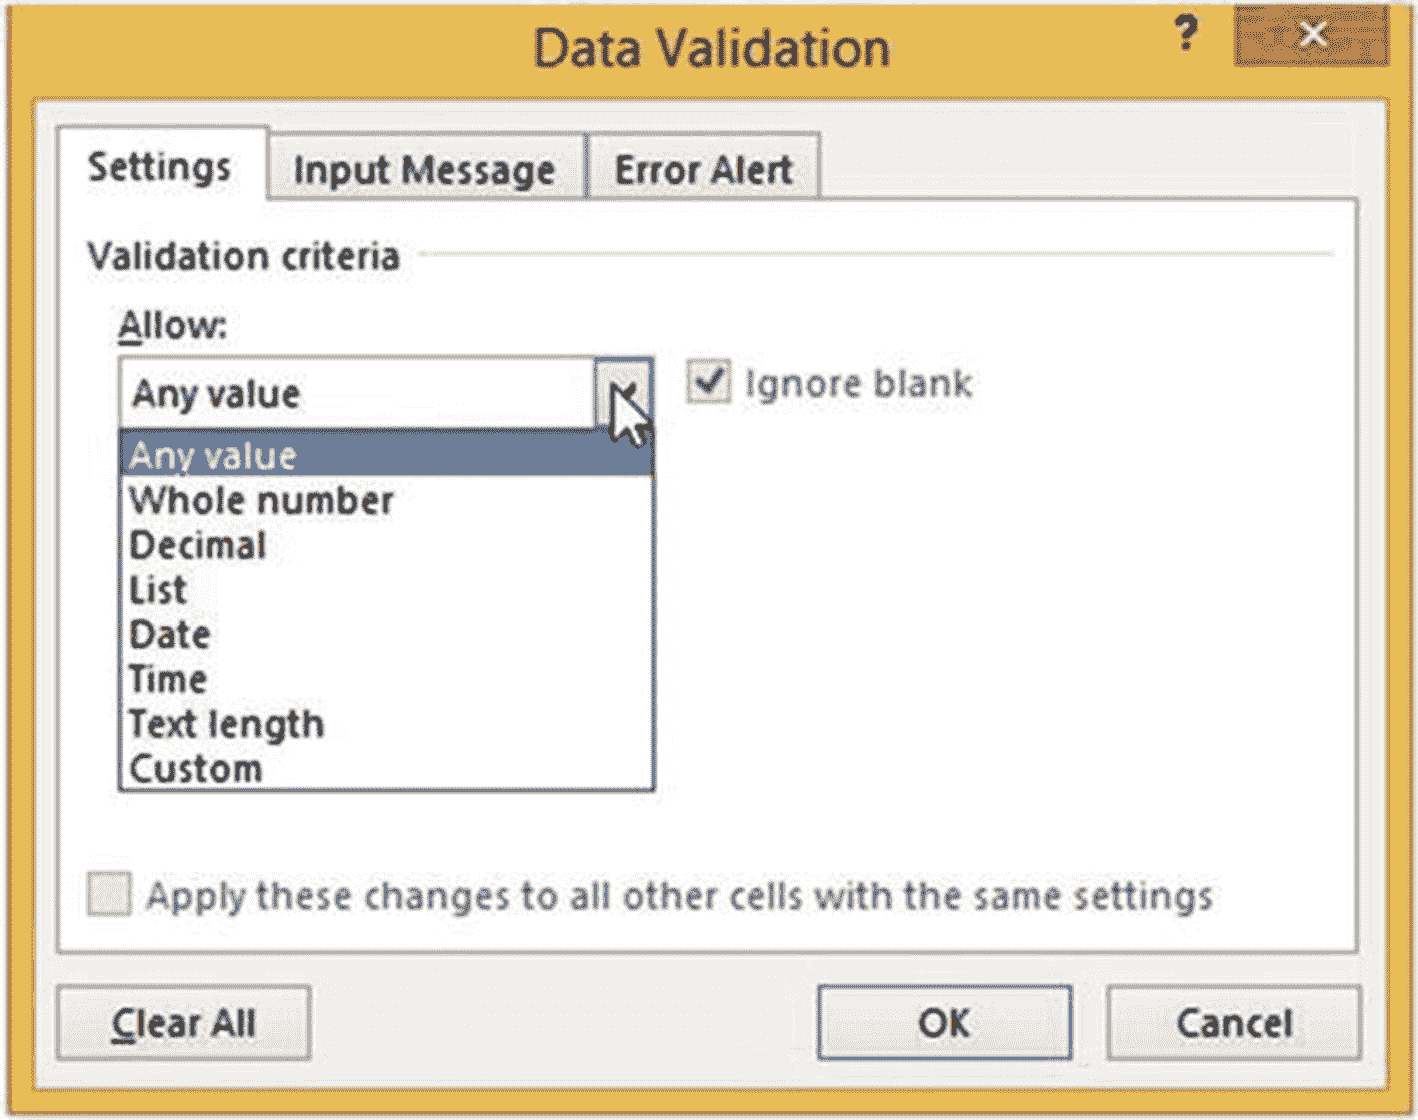 Data Validation ?
Settings Input Message Error Alert
Validation criteria
Allow:
Any value Ignore blank
Any value
Whole number
Decimal
List
Date
Time
Text length
Custom
Apply these changes to all other cells with the same settings
Clear All OK Cancel